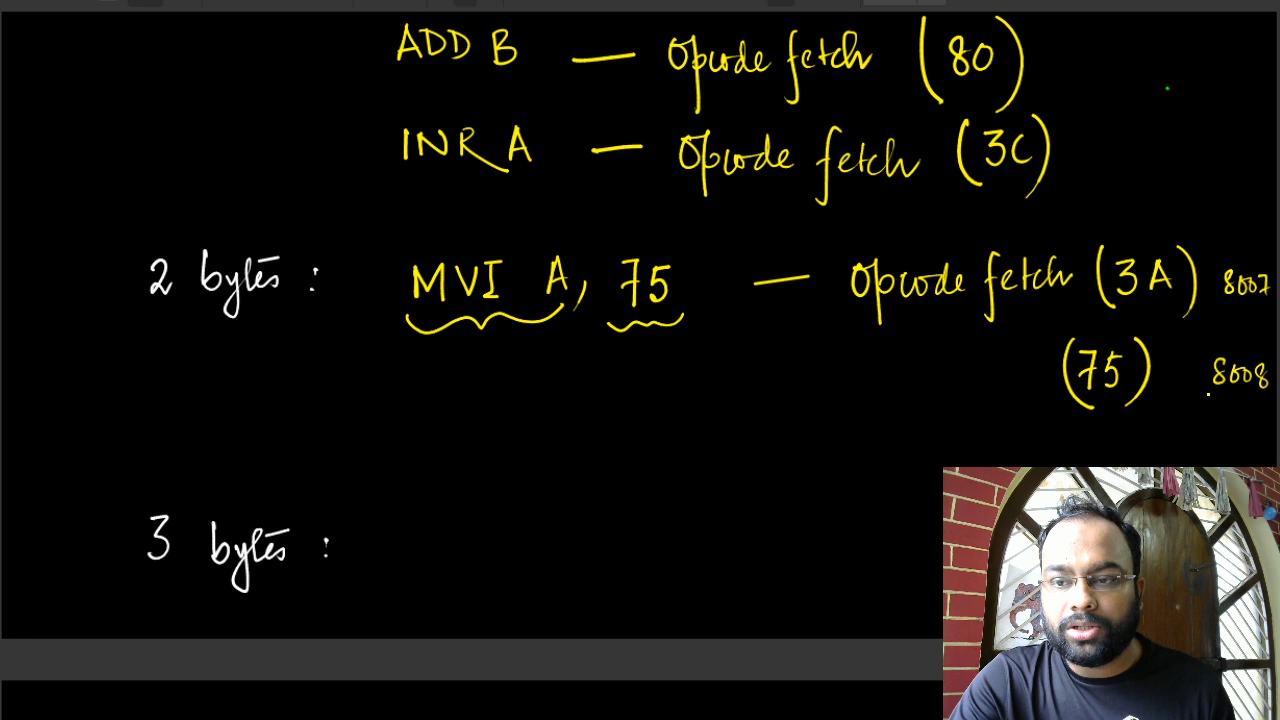 ADD B — Opcode fetch (80)
INR A — Opcode fetch (3C)
2 bytes : MVI A, 75 — Opcode fetch (3A) 8007
(75) 8008
3 bytes :